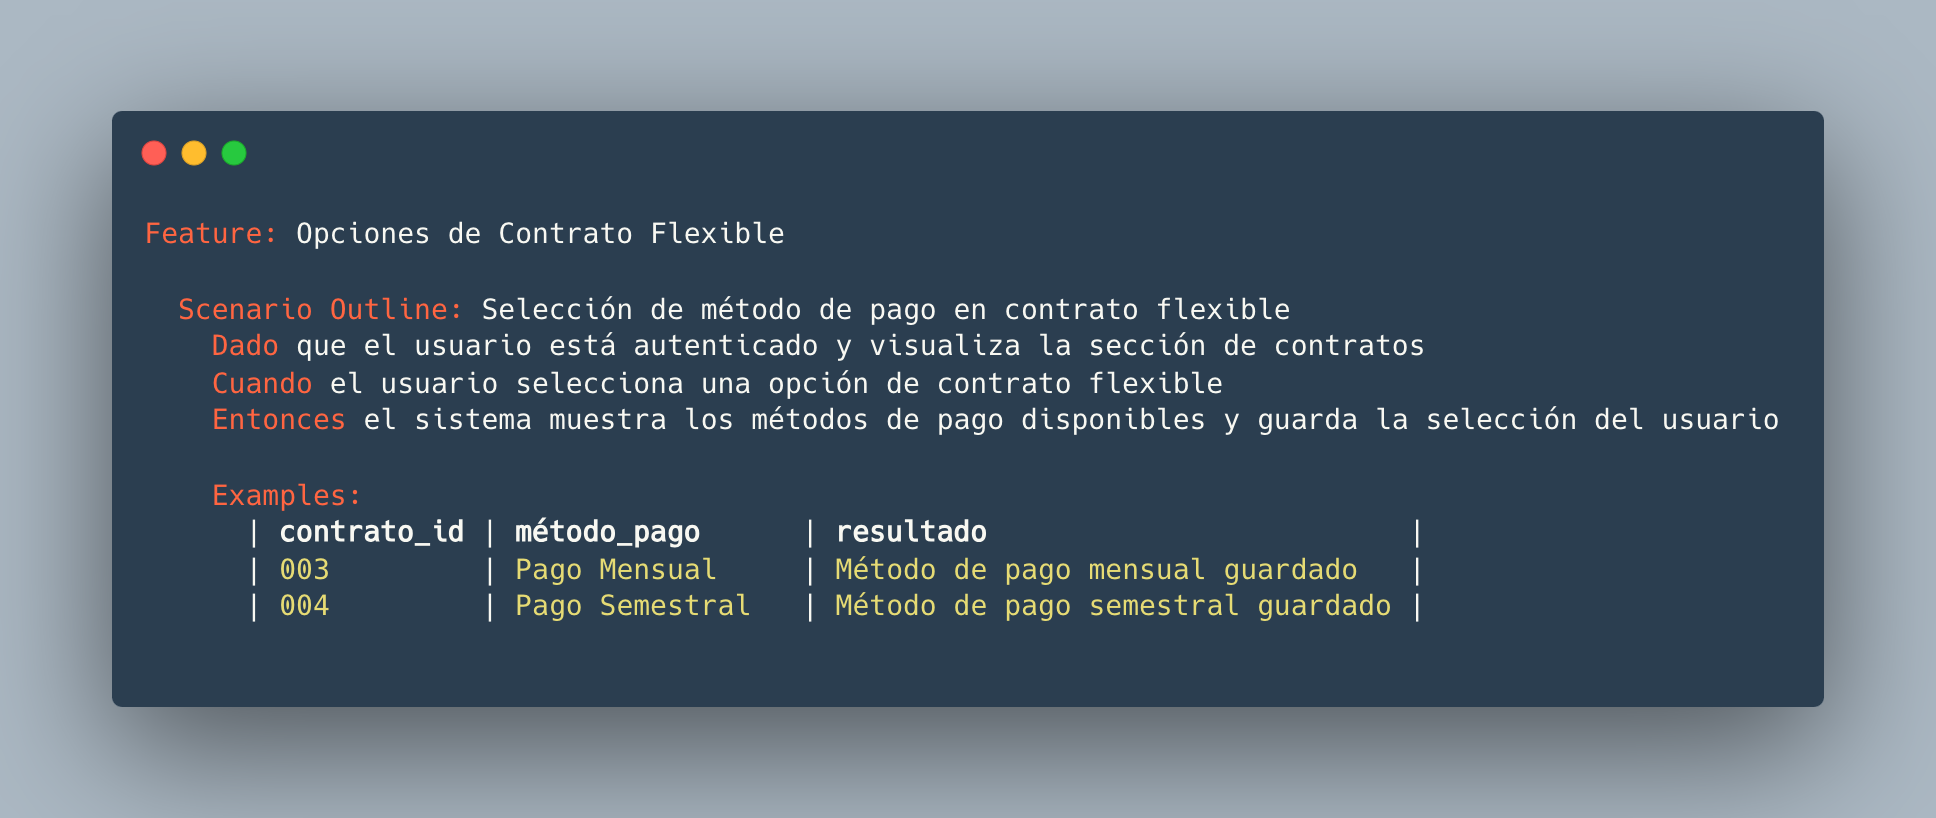 Feature: Opciones de Contrato Flexible
Scenario Outline: Selección de método de pago en contrato flexible
Dado que el usuario está autenticado y visualiza la sección de contratos
Cuando el usuario selecciona una opción de contrato flexible
Entonces el sistema muestra los métodos de pago disponibles y guarda la selección del usuario
Examples:
| contrato_id | método_pago | resultado |
| 003 | Pago Mensual | Método de pago mensual guardado |
| 004 | Pago Semestral | Método de pago semestral guardado |